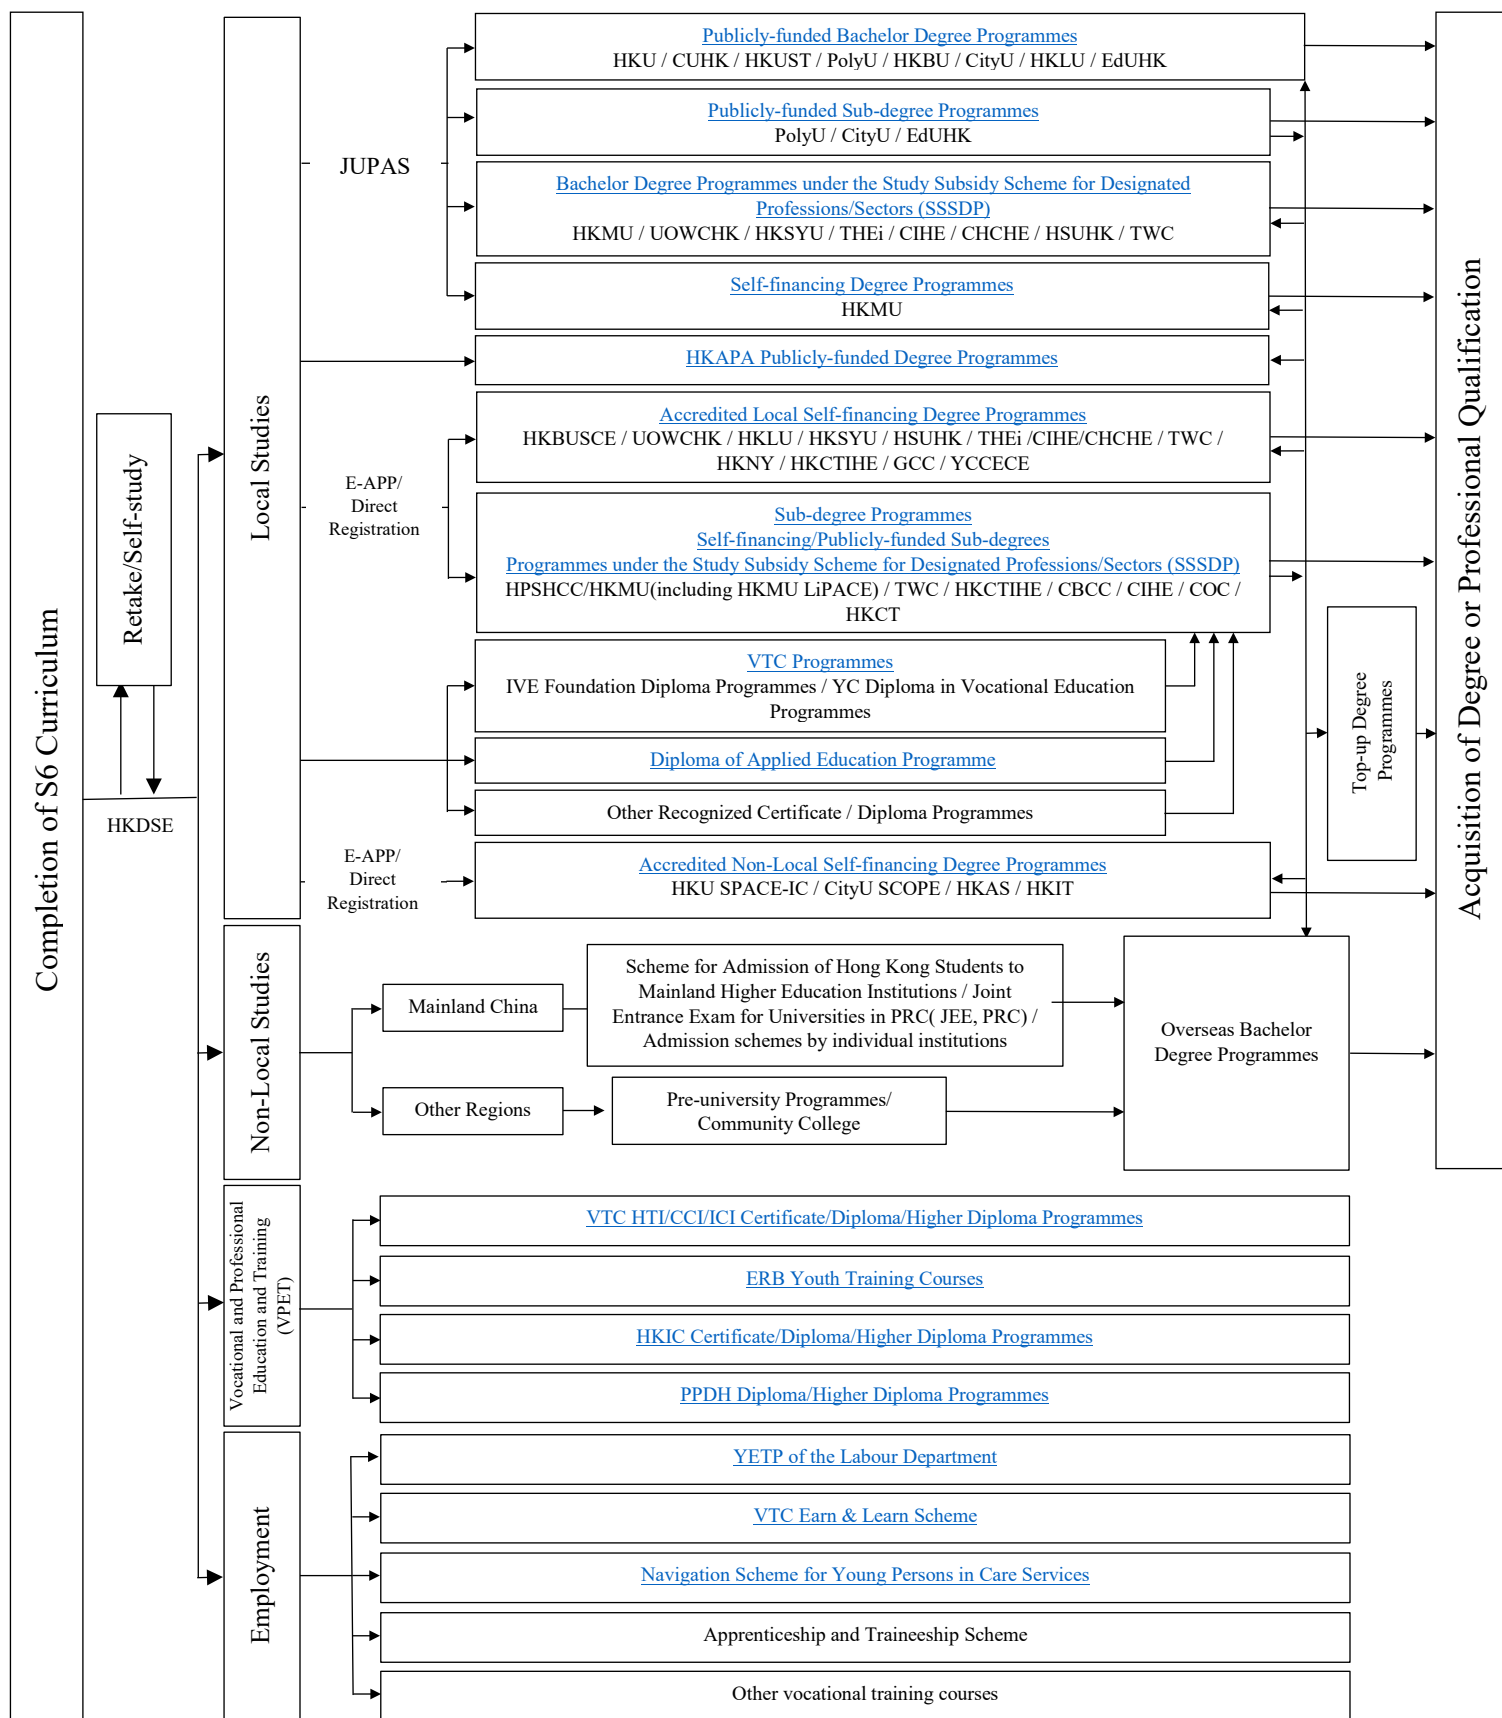 Completion of S6 Curriculum
Retake/Self-study
HKDSE
Local Studies
JUPAS
Publicly-funded Bachelor Degree Programmes
HKU / CUHK / HKUST / PolyU / HKBU / CityU / HKLU / EdUHK
Publicly-funded Sub-degree Programmes
PolyU / CityU / EdUHK
Bachelor Degree Programmes under the Study Subsidy Scheme for Designated
Professions/Sectors (SSSDP)
HKMU / UOWCHK / HKSYU / THEi / CIHE / CHCHE / HSUHK / TWC
Self-financing Degree Programmes
HKMU
HKAPA Publicly-funded Degree Programmes
E-APP/
Direct
Registration
Accredited Local Self-financing Degree Programmes
HKBUSCE / UOWCHK / HKLU / HKSYU / HSUHK / THEi /CIHE/CHCHE / TWC /
HKNY / HKCTIHE / GCC / YCCECE
Sub-degree Programmes
Self-financing/Publicly-funded Sub-degrees
Programmes under the Study Subsidy Scheme for Designated Professions/Sectors (SSSDP)
HPSHCC/HKMU(including HKMU LiPACE) / TWC / HKCTIHE / CBCC / CIHE / COC /
HKCT
VTC Programmes
IVE Foundation Diploma Programmes / YC Diploma in Vocational Education
Programmes
Diploma of Applied Education Programme
Other Recognized Certificate / Diploma Programmes
E-APP/
Direct
Registration
Accredited Non-Local Self-financing Degree Programmes
HKU SPACE-IC / CityU SCOPE / HKAS / HKIT
Top-up Degree
Programmes
Acquisition of Degree or Professional Qualification
Non-Local Studies
Mainland China
Scheme for Admission of Hong Kong Students to
Mainland Higher Education Institutions / Joint
Entrance Exam for Universities in PRC( JEE, PRC) /
Admission schemes by individual institutions
Other Regions
Pre-university Programmes/
Community College
Overseas Bachelor
Degree Programmes
Vocational and Professional
Education and Training
(VPET)
VTC HTI/CCI/ICI Certificate/Diploma/Higher Diploma Programmes
ERB Youth Training Courses
HKIC Certificate/Diploma/Higher Diploma Programmes
PPDH Diploma/Higher Diploma Programmes
Employment
YETP of the Labour Department
VTC Earn & Learn Scheme
Navigation Scheme for Young Persons in Care Services
Apprenticeship and Traineeship Scheme
Other vocational training courses